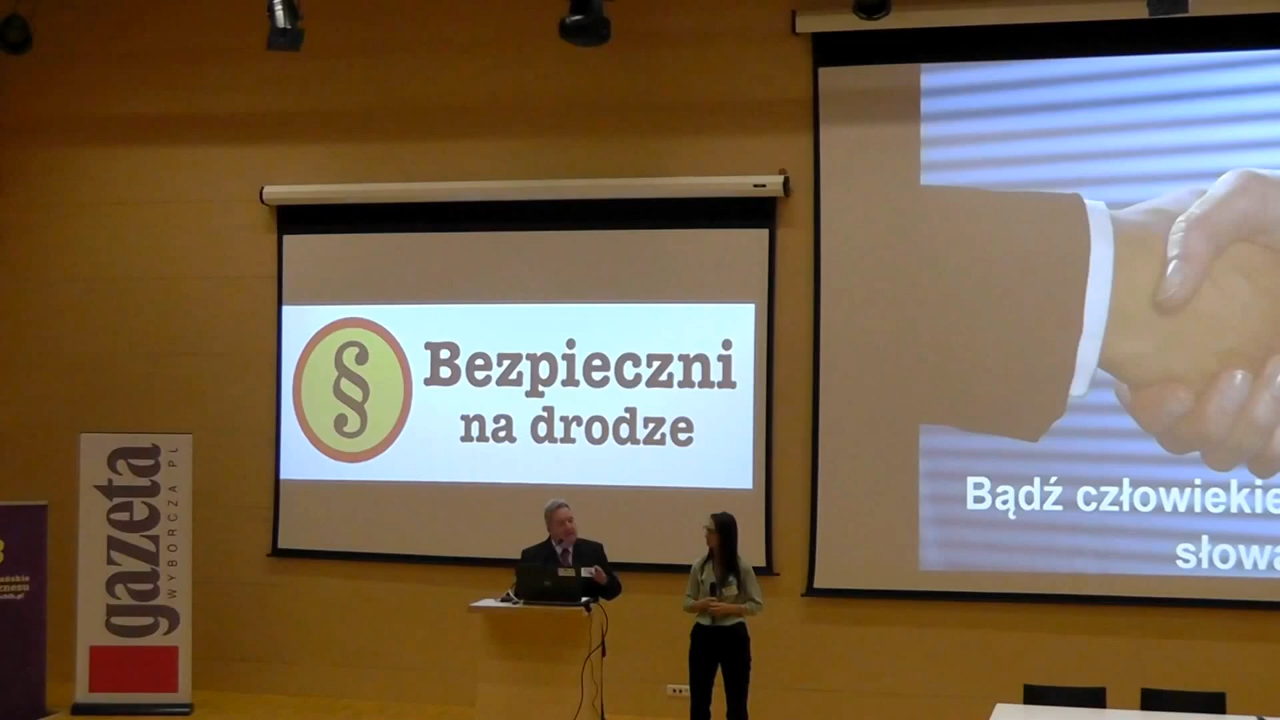 Bezpieczni
na drodze
§
Bądź człowiekie
słowa
gazeta
WYBORCZA.PL